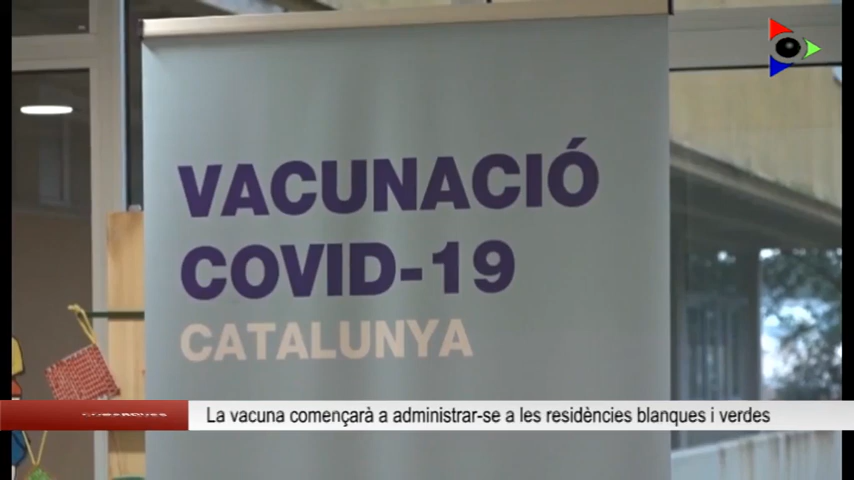 VACUNACIÓ
COVID-19
CATALUNYA
La vacuna començarà a administrar-se a les residències blanques i verdes